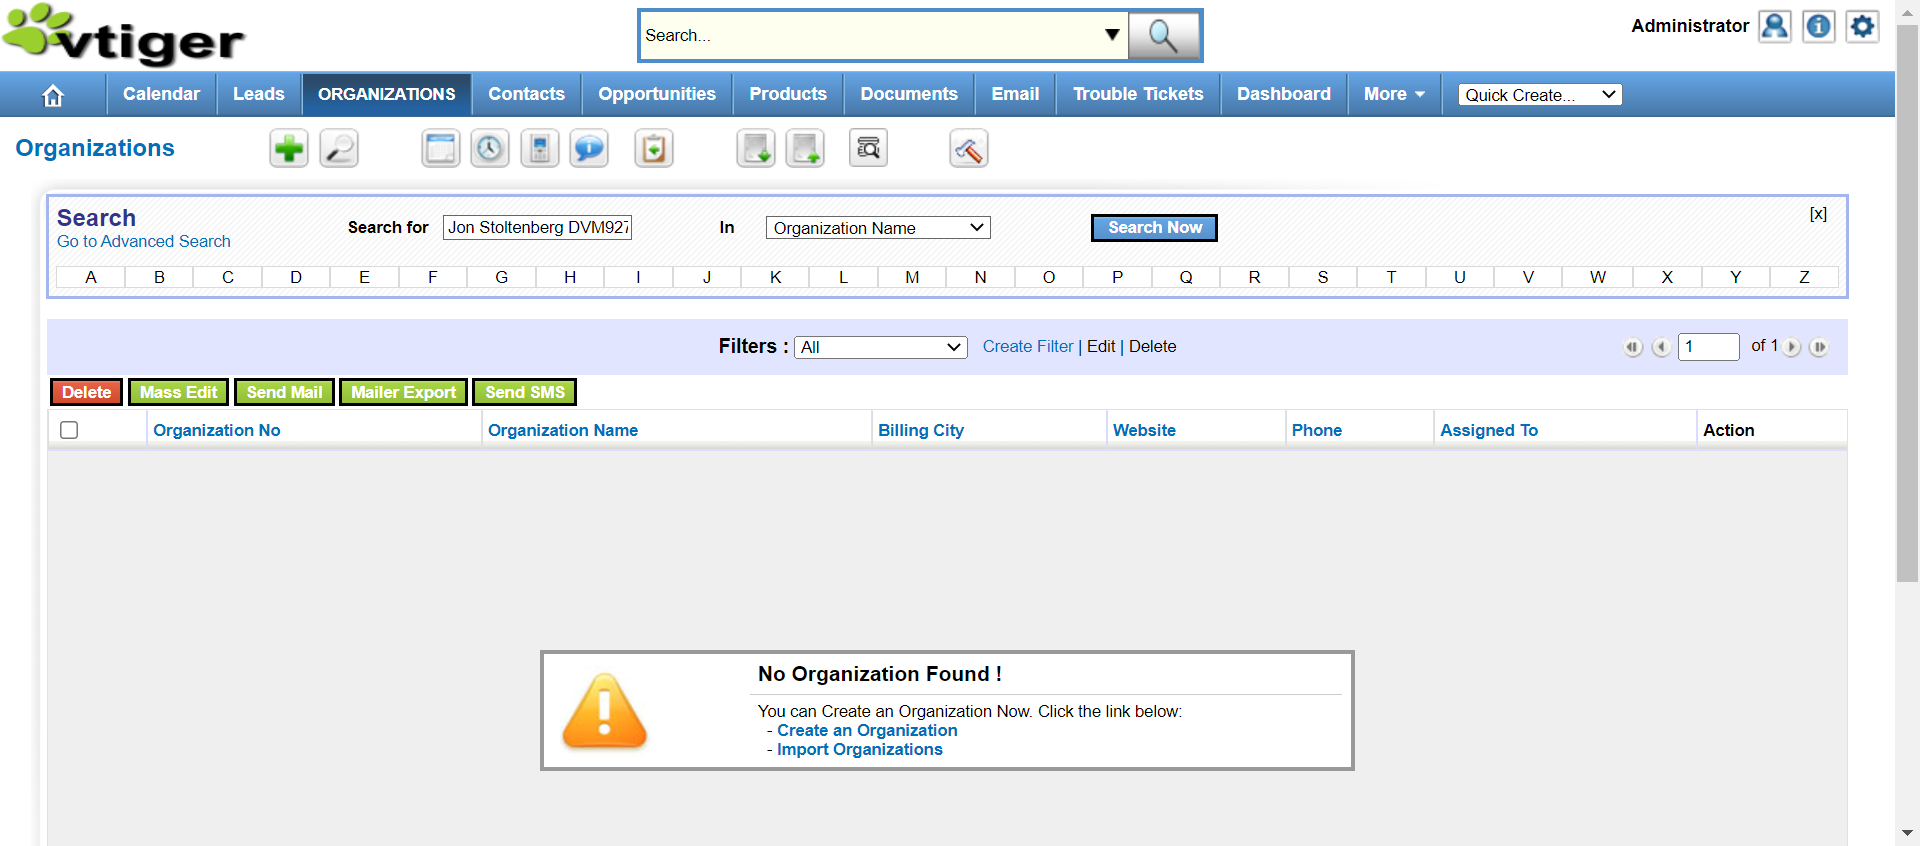 vtiger
Search...
Administrator
Calendar Leads ORGANIZATIONS Contacts Opportunities Products Documents Email Trouble Tickets Dashboard More Quick Create...
Organizations
Search
Go to Advanced Search
Search for Jon Stoltenberg DVM927 In Organization Name Search Now [x]
A B C D E F G H I J K L M N O P Q R S T U V W X Y Z
Filters : All Create Filter | Edit | Delete 1 of 1
Delete Mass Edit Send Mail Mailer Export Send SMS
Organization No Organization Name Billing City Website Phone Assigned To Action
No Organization Found !
You can Create an Organization Now. Click the link below:
- Create an Organization
- Import Organizations